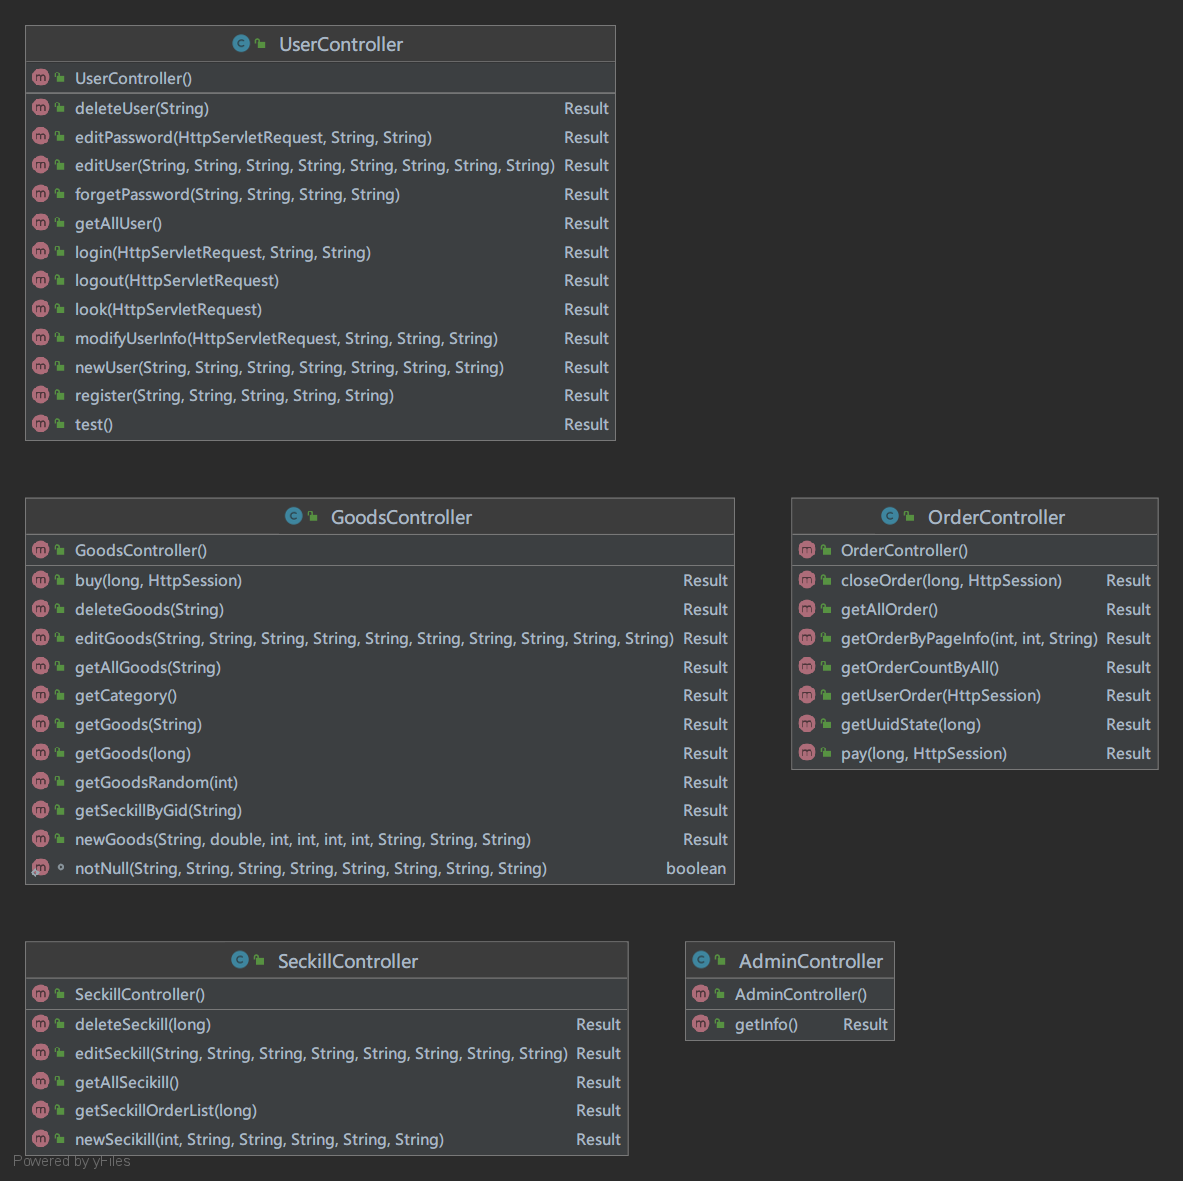 UserController
UserController()
deleteUser(String) Result
editPassword(HttpServletRequest, String, String) Result
editUser(String, String, String, String, String, String, String, String) Result
forgetPassword(String, String, String, String) Result
getAllUser() Result
login(HttpServletRequest, String, String) Result
logout(HttpServletRequest) Result
look(HttpServletRequest) Result
modifyUserInfo(HttpServletRequest, String, String, String) Result
newUser(String, String, String, String, String, String, String) Result
register(String, String, String, String, String) Result
test() Result
GoodsController
GoodsController()
buy(long, HttpSession) Result
deleteGoods(String) Result
editGoods(String, String, String, String, String, String, String, String, String, String) Result
getAllGoods(String) Result
getCategory() Result
getGoods(String) Result
getGoods(long) Result
getGoodsRandom(int) Result
getSeckillByGid(String) Result
newGoods(String, double, int, int, int, int, String, String, String) Result
notNull(String, String, String, String, String, String, String, String) boolean
OrderController
OrderController()
closeOrder(long, HttpSession) Result
getAllOrder() Result
getOrderByPageInfo(int, int, String) Result
getOrderCountByAll() Result
getUserOrder(HttpSession) Result
getUuidState(long) Result
pay(long, HttpSession) Result
SeckillController
SeckillController()
deleteSeckill(long) Result
editSeckill(String, String, String, String, String, String, String, String) Result
getAllSecikill() Result
getSeckillOrderList(long) Result
newSecikill(int, String, String, String, String, String) Result
AdminController
AdminController()
getInfo() Result
Powered by yFiles